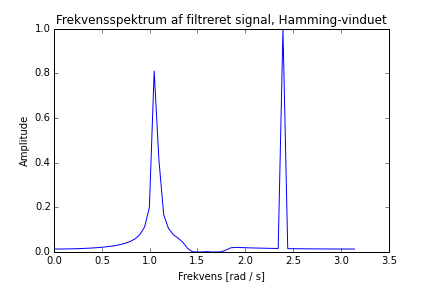 Frekvensspektrum af filtreret signal, Hamming-vinduet
1.0
0.8
0.6
0.4
0.2
0.0
Amplitude
0.0 0.5 1.0 1.5 2.0 2.5 3.0 3.5
Frekvens [rad / s]